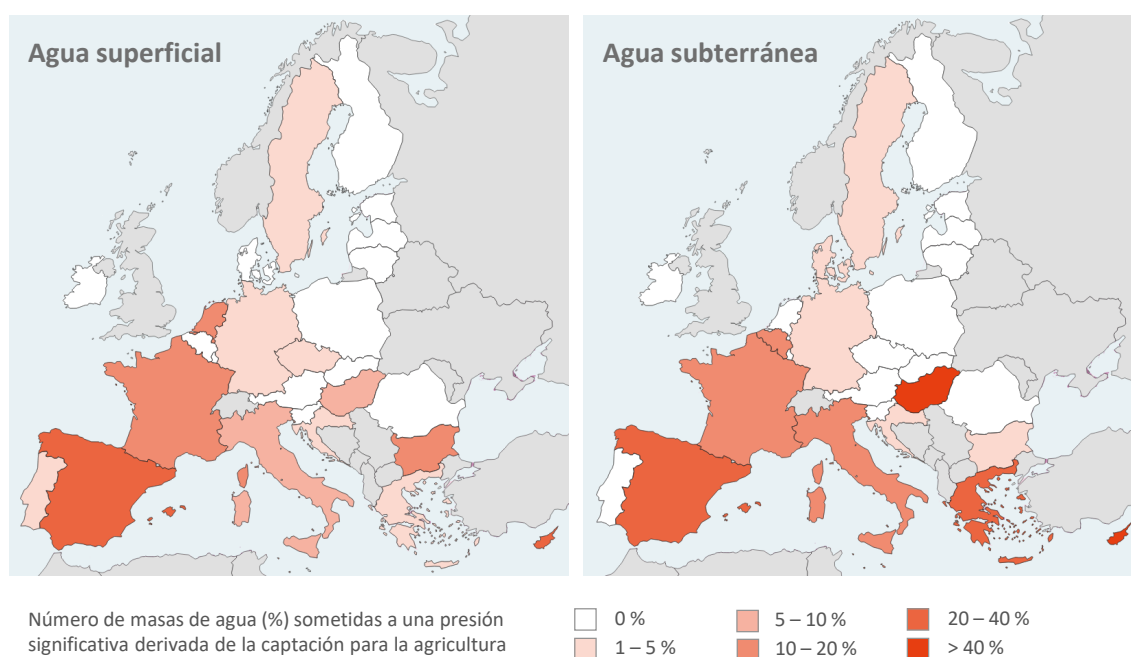 Agua superficial
Agua subterránea
Número de masas de agua (%) sometidas a una presión
significativa derivada de la captación para la agricultura
0 %
1 – 5 %
5 – 10 %
10 – 20 %
20 – 40 %
> 40 %